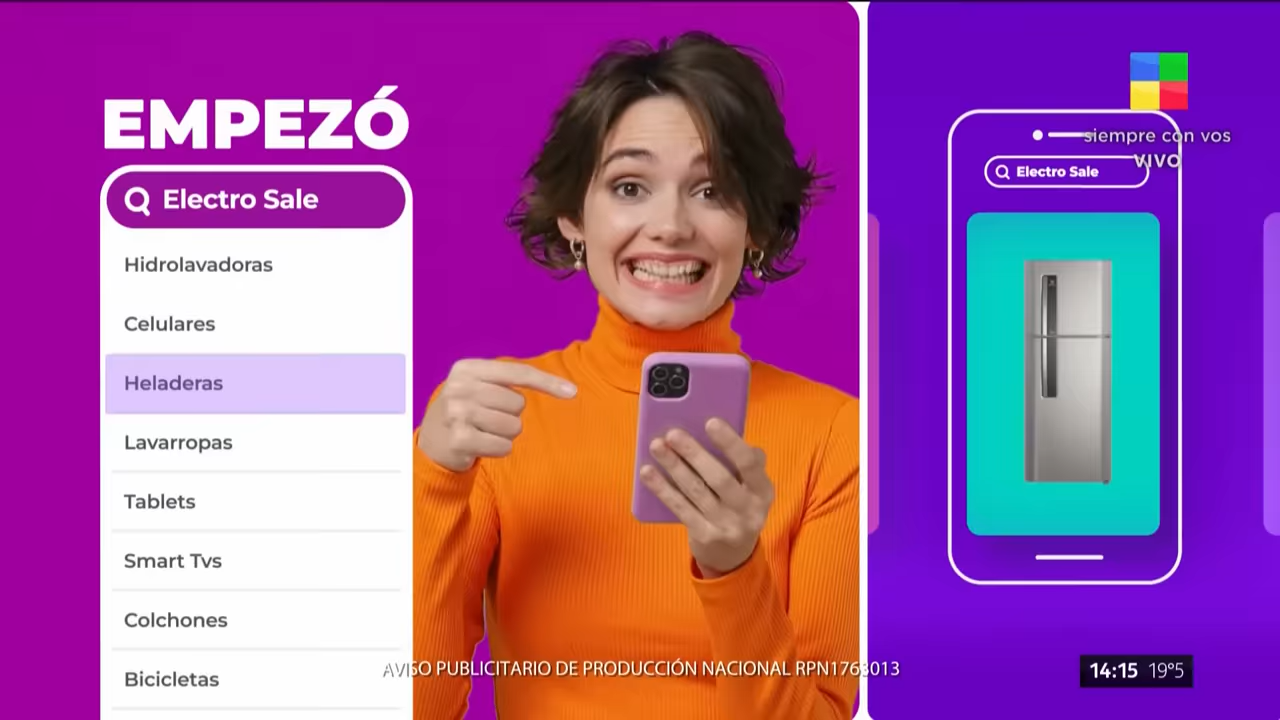 EMPEZÓ
Electro Sale
Hidrolavadoras
Celulares
Heladeras
Lavarropas
Tablets
Smart Tvs
Colchones
Bicicletas
siempre con vos
VIVO
Electro Sale
AVISO PUBLICITARIO DE PRODUCCIÓN NACIONAL RPN1763013
14:15 19°5